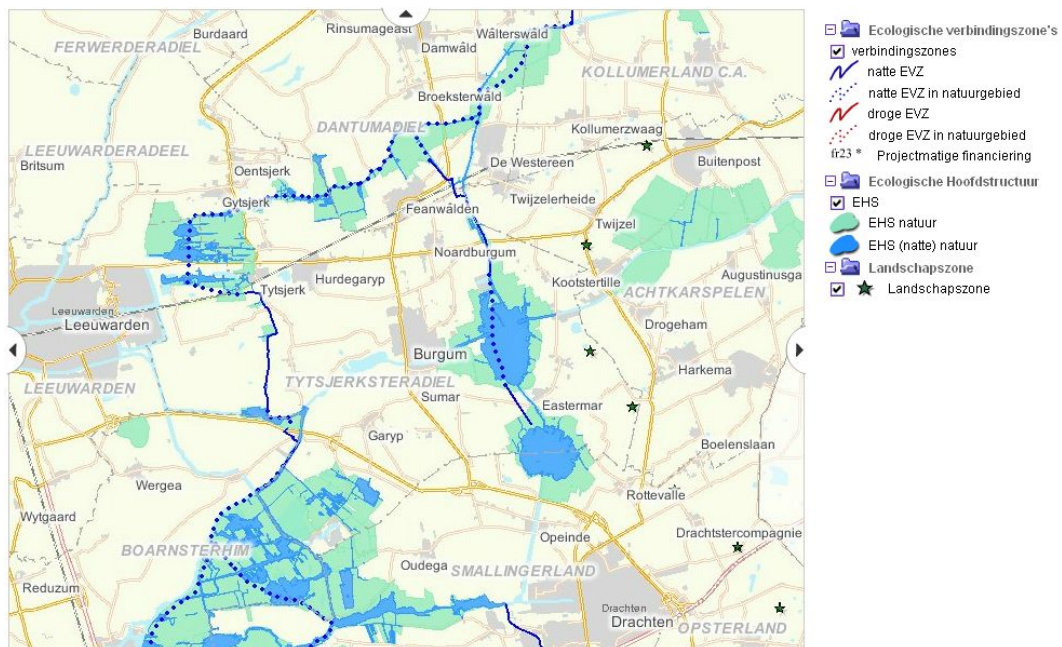 Burdaard
Rinsumageast
Wâlterswâld
FERWERDERADIEL
Damwâld
KOLLUMERLAND C.A.
Broeksterwâld
DANTUMADIEL
Kollumerzwaag
LEEUWERADEEL
Britsum
Oentsjerk
De Westereen
Buitenpost
Gytsjerk
Twijzelerheide
Feanwâlden
Twijzel
Noardburgum
Hurdegaryp
Kootstertille
Augustinusga
Tytsjerk
ACHTKARSPELEN
Leeuwarden
Leeuwarden
Drogeham
Burgum
Harkema
LEEUWARDEN
TYTSJERKSTERADIEL
Sumar
Eastermar
Garyp
Boelenslaan
Wergea
Rottevalle
Wytgaard
Opeinde
Drachtstercompagnie
BOARNSTERHIM
Oudega
SMALLINGERLAND
Reduzum
Drachten
Drachten
OPSTERLAND
Ecologische verbindingszone's
verbindingszones
natte EVZ
natte EVZ in natuurgebied
droge EVZ
droge EVZ in natuurgebied
fr23 * Projectmatige financiering
Ecologische Hoofdstructuur
EHS
EHS natuur
EHS (natte) natuur
Landschapszone
Landschapszone